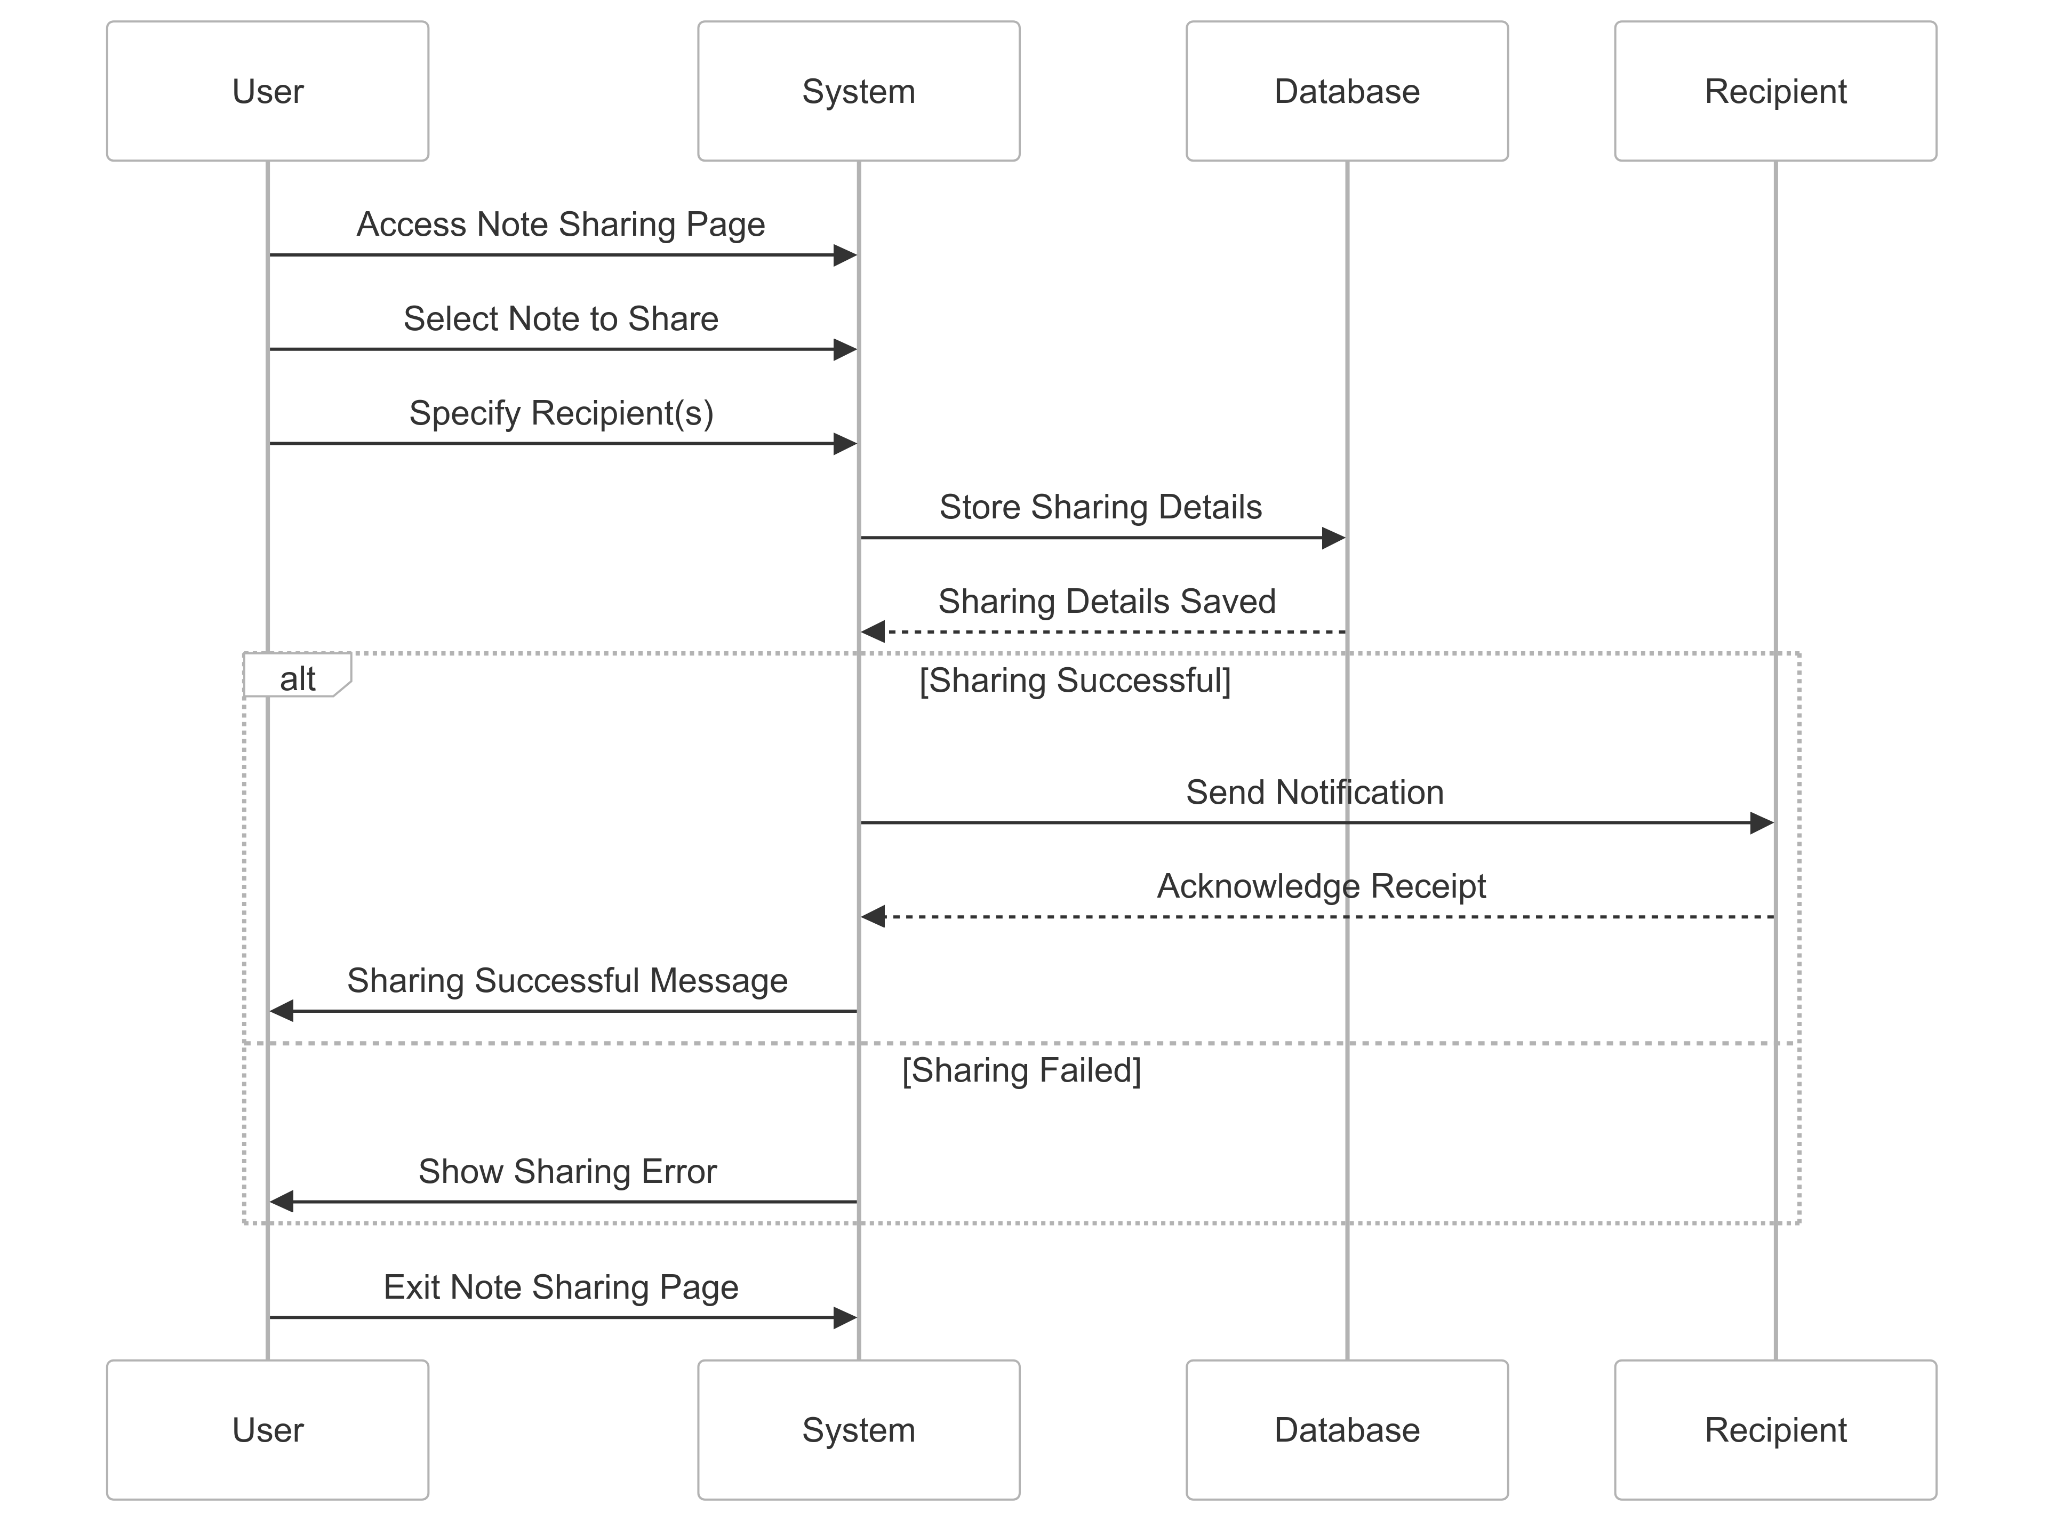 User
System
Database
Recipient
Access Note Sharing Page
Select Note to Share
Specify Recipient(s)
Store Sharing Details
Sharing Details Saved
alt
[Sharing Successful]
Send Notification
Acknowledge Receipt
Sharing Successful Message
[Sharing Failed]
Show Sharing Error
Exit Note Sharing Page
User
System
Database
Recipient